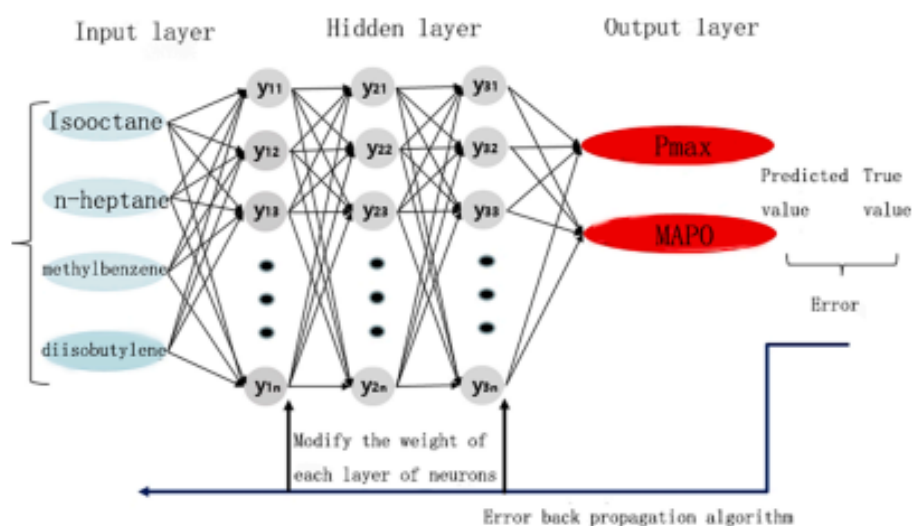 Input layer
Hidden layer
Output layer
Isooctane
n-heptane
methylbenzene
diisobutylene
y11
y21
y31
y12
y22
y32
y13
y23
y33
y1n
y2n
y3n
Pmax
MAPO
Predicted
value
True
value
Error
Modify the weight of
each layer of neurons
Error back propagation algorithm